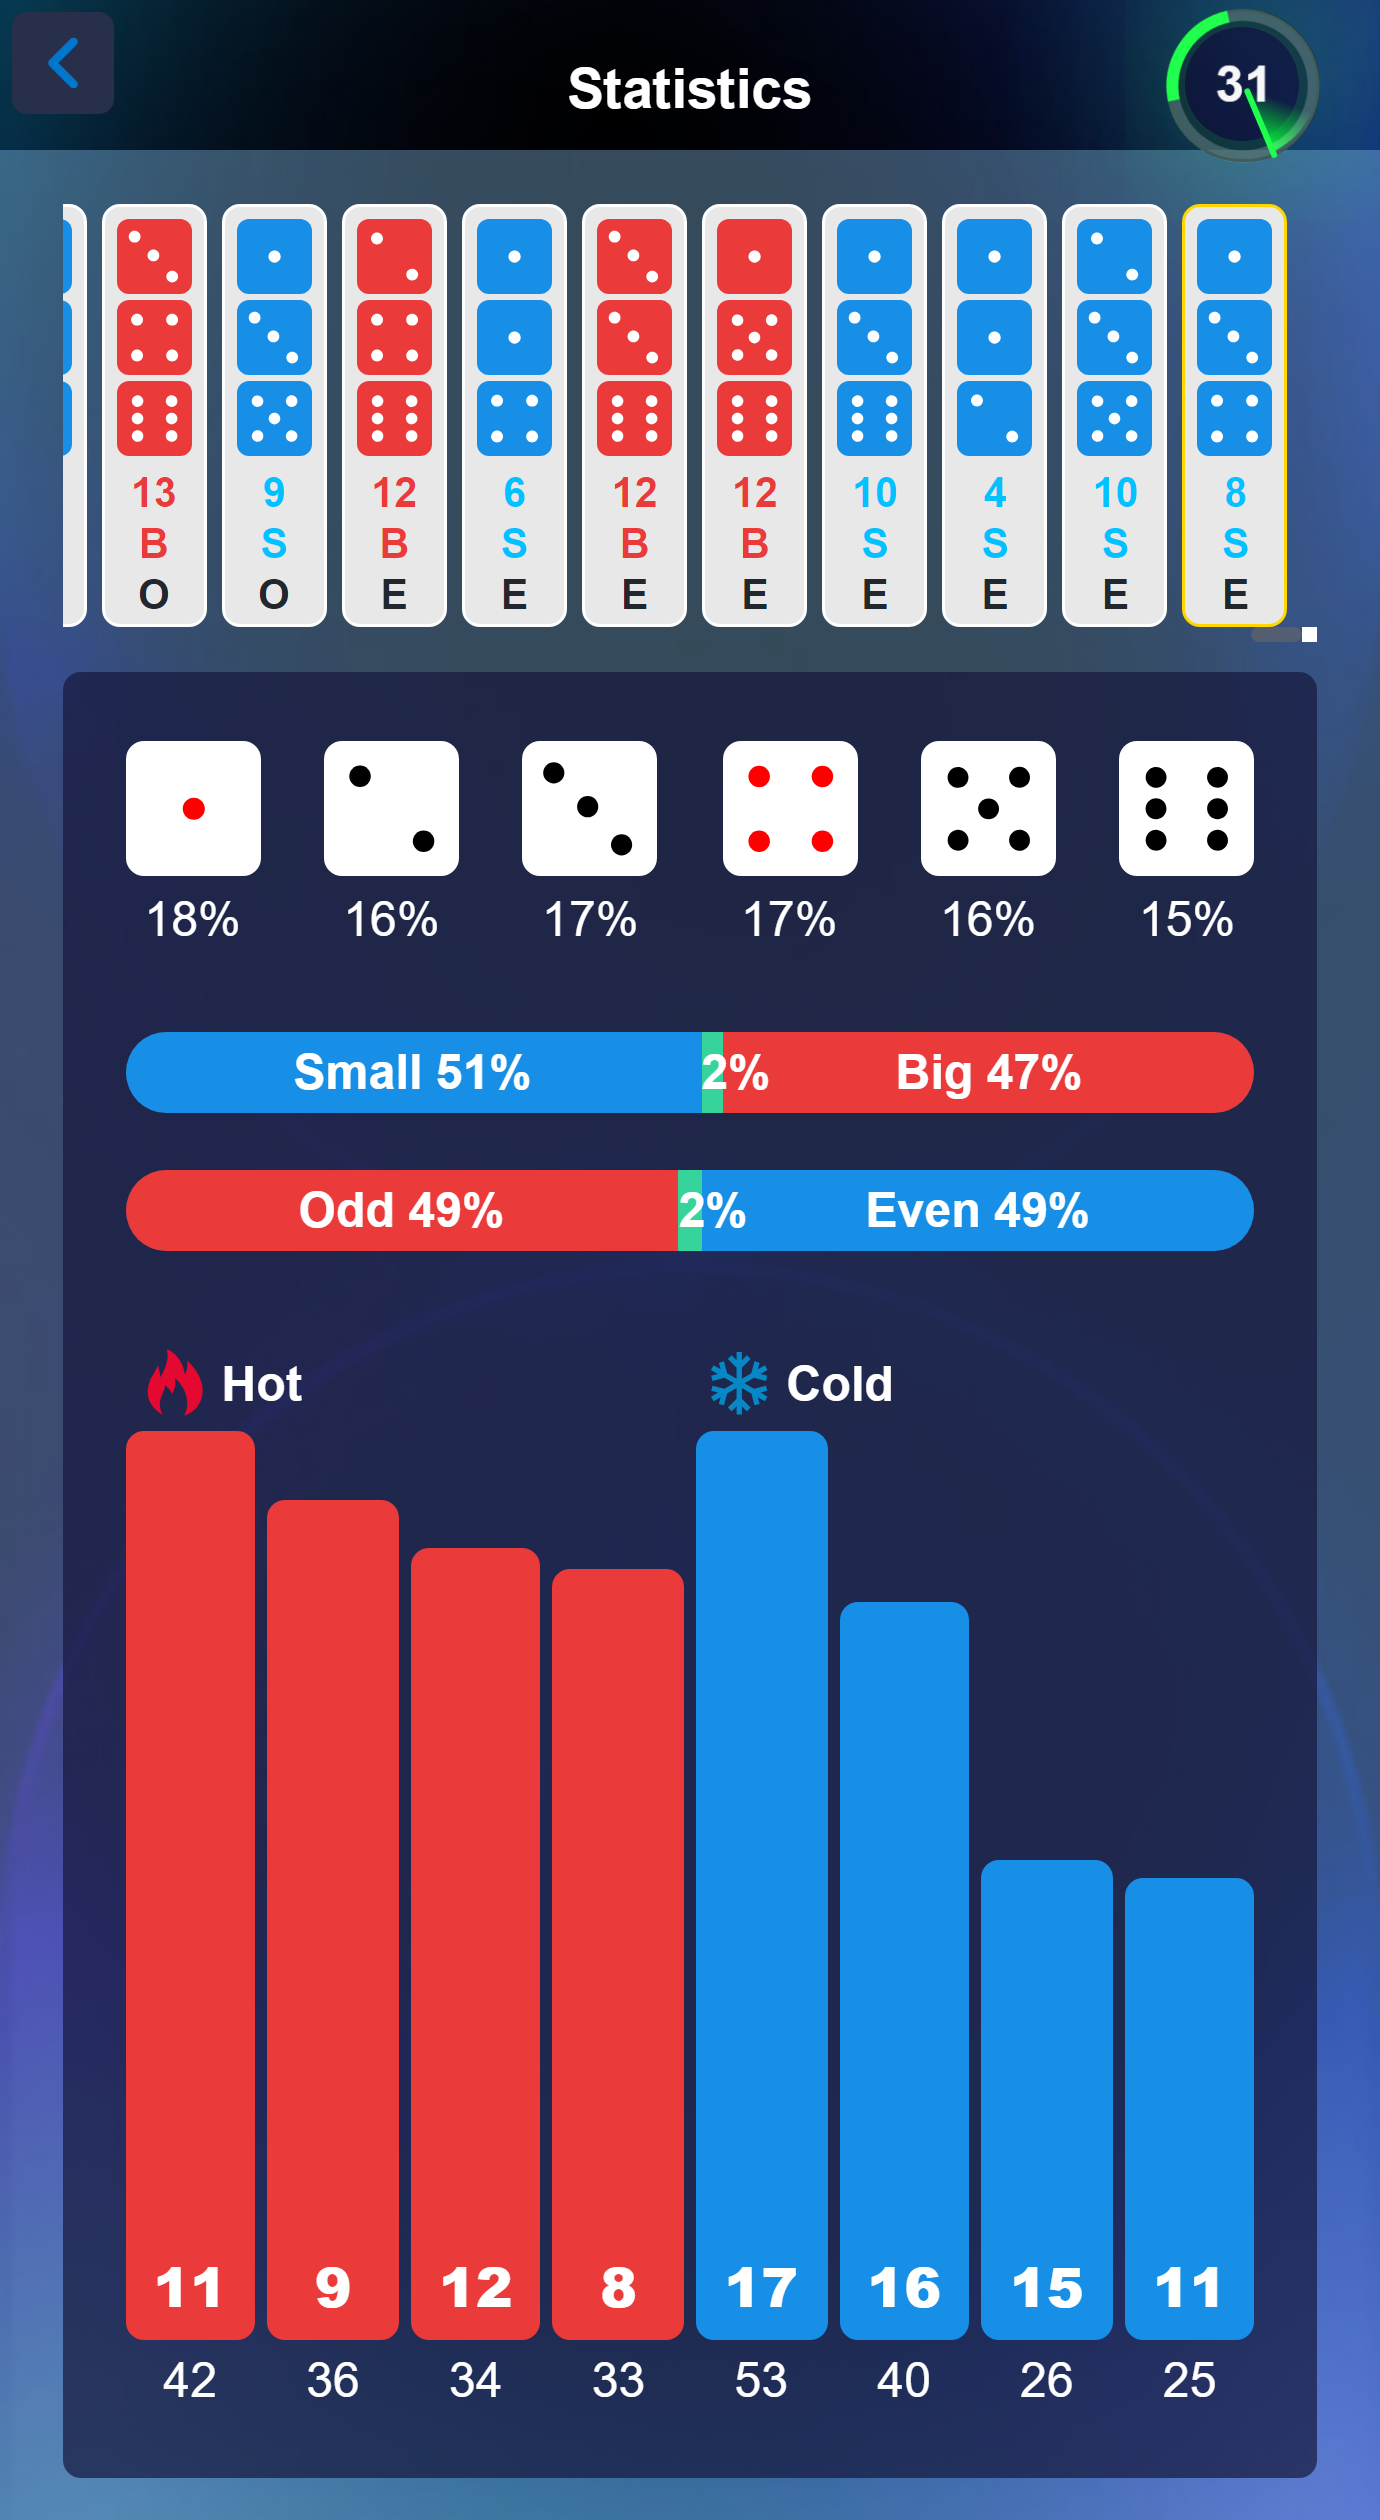 Statistics
31
13 9 12 6 12 12 10 4 10 8
B S B S B B S S S S
O O E E E E E E E E
18% 16% 17% 17% 16% 15%
Small 51% 2% Big 47%
Odd 49% 2% Even 49%
Hot Cold
11 9 12 8 17 16 15 11
42 36 34 33 53 40 26 25